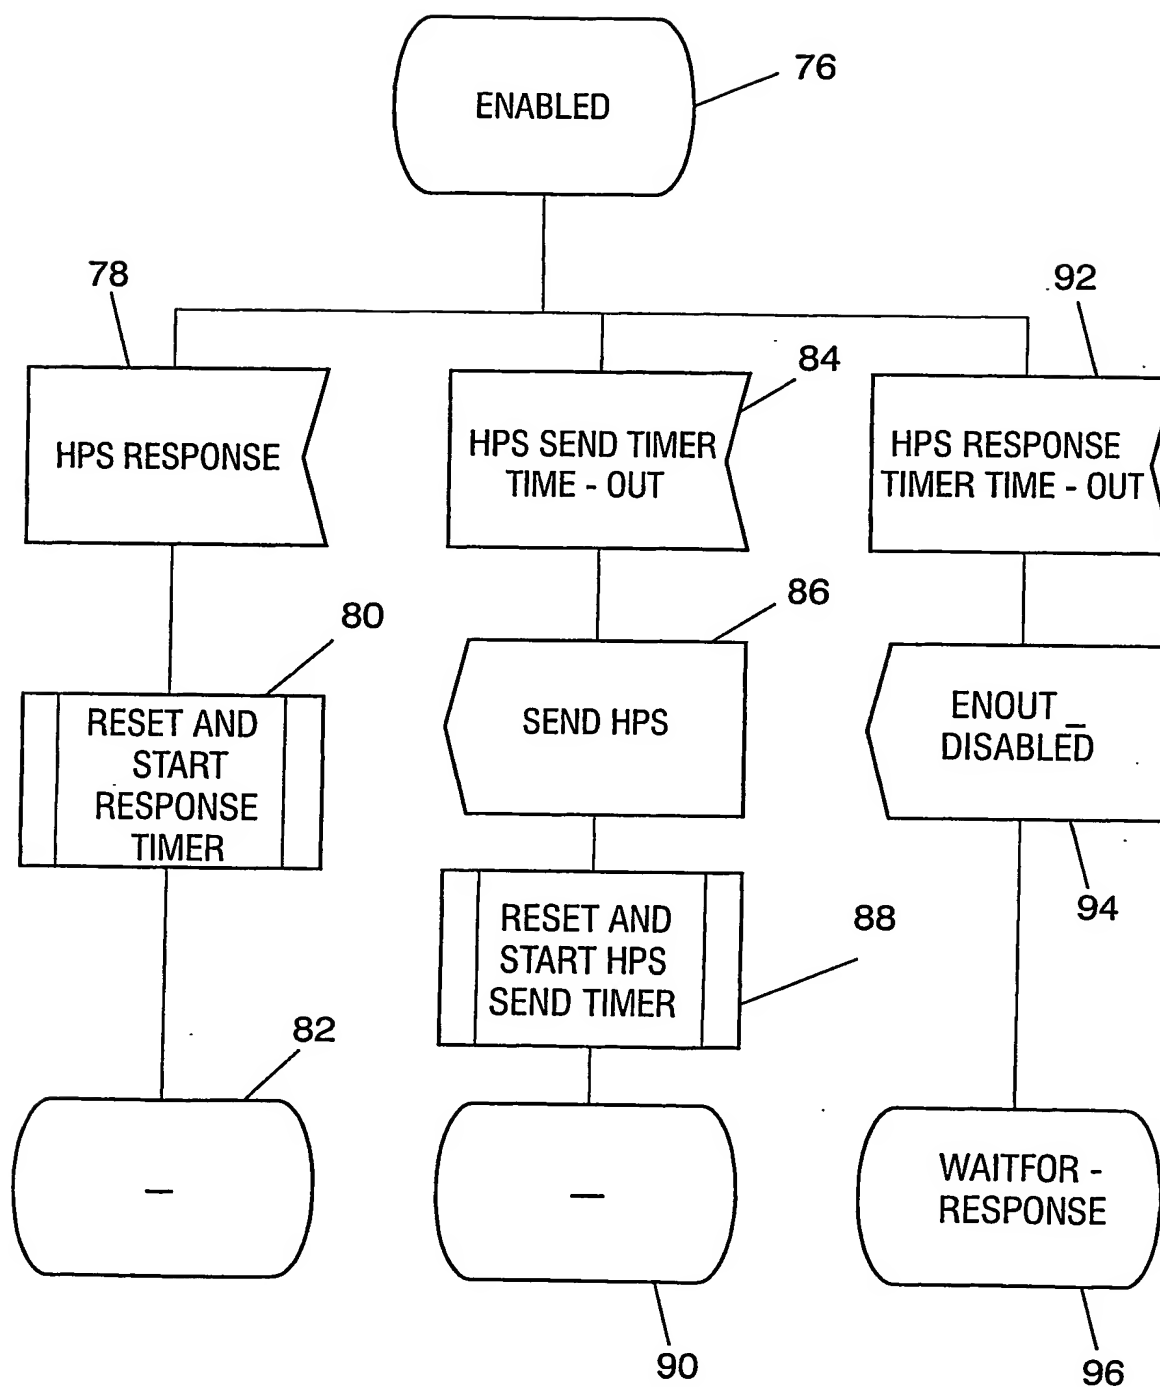 ENABLED
76
78
92
84
HPS RESPONSE
HPS SEND TIMER
TIME - OUT
HPS RESPONSE
TIMER TIME - OUT
86
80
RESET AND
START
RESPONSE
TIMER
SEND HPS
ENOUT _
DISABLED
94
88
RESET AND
START HPS
SEND TIMER
82
–
–
WAITFOR -
RESPONSE
90
96